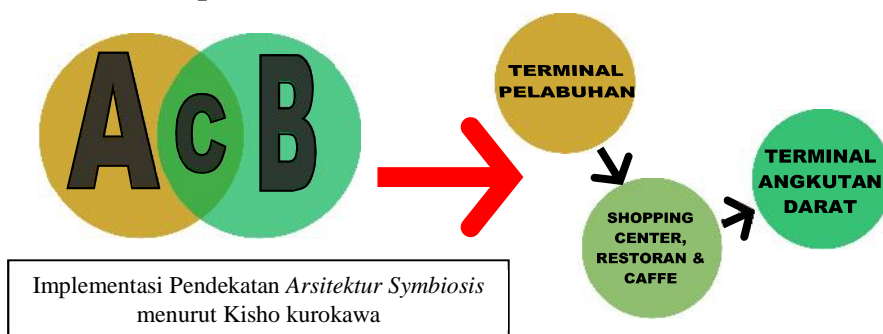 A c B
TERMINAL
PELABUHAN
TERMINAL
ANGKUTAN
DARAT
SHOPPING
CENTER,
RESTORAN &
CAFFE
Implementasi Pendekatan Arsitektur Symbiosis
menurut Kisho kurokawa